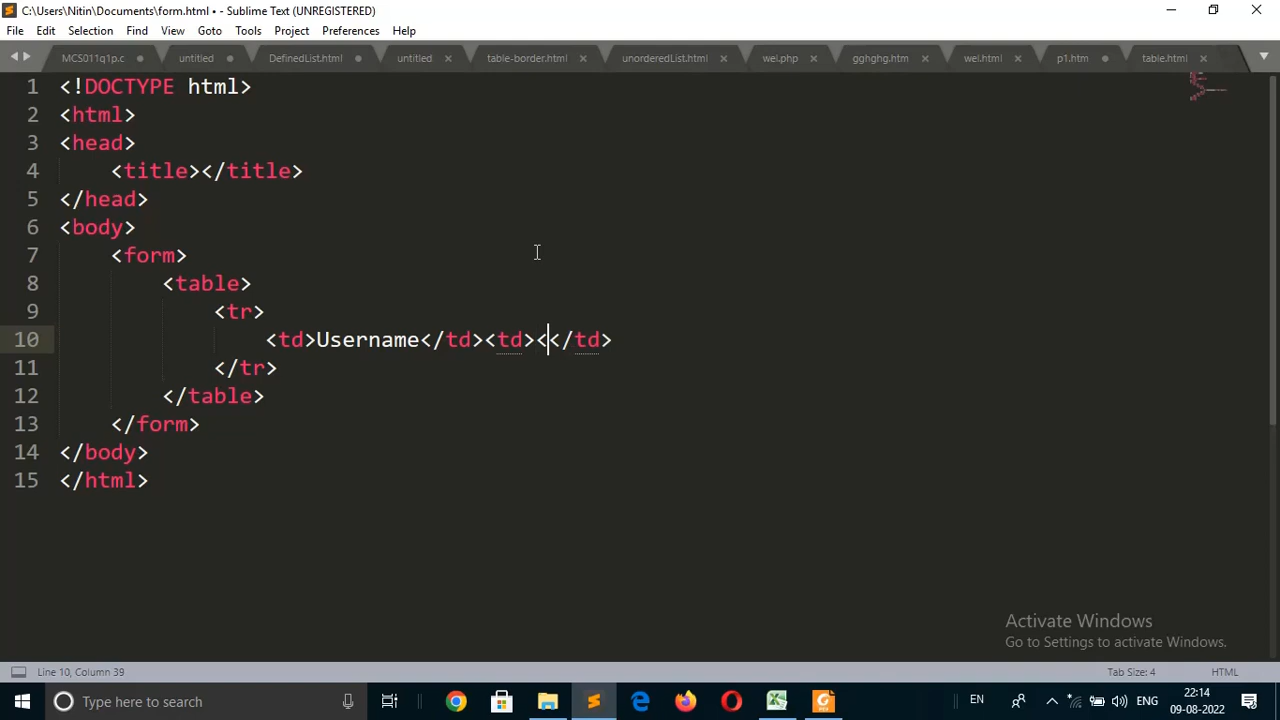 C:\Users\Nitin\Documents\form.html • - Sublime Text (UNREGISTERED)
File Edit Selection Find View Goto Tools Project Preferences Help
MCS011q1p.c untitled DefinedList.html untitled table-border.html unorderedList.html wei.php gghghg.htm wei.html p1.htm table.html
1 <!DOCTYPE html>
2 <html>
3 <head>
4 <title></title>
5 </head>
6 <body>
7 <form>
8 <table>
9 <tr>
10 <td>Username</td><td><</td>
11 </tr>
12 </table>
13 </form>
14 </body>
15 </html>
Activate Windows
Go to Settings to activate Windows.
Line 10, Column 39 Tab Size: 4 HTML
Type here to search EN ENG 22:14
09-08-2022